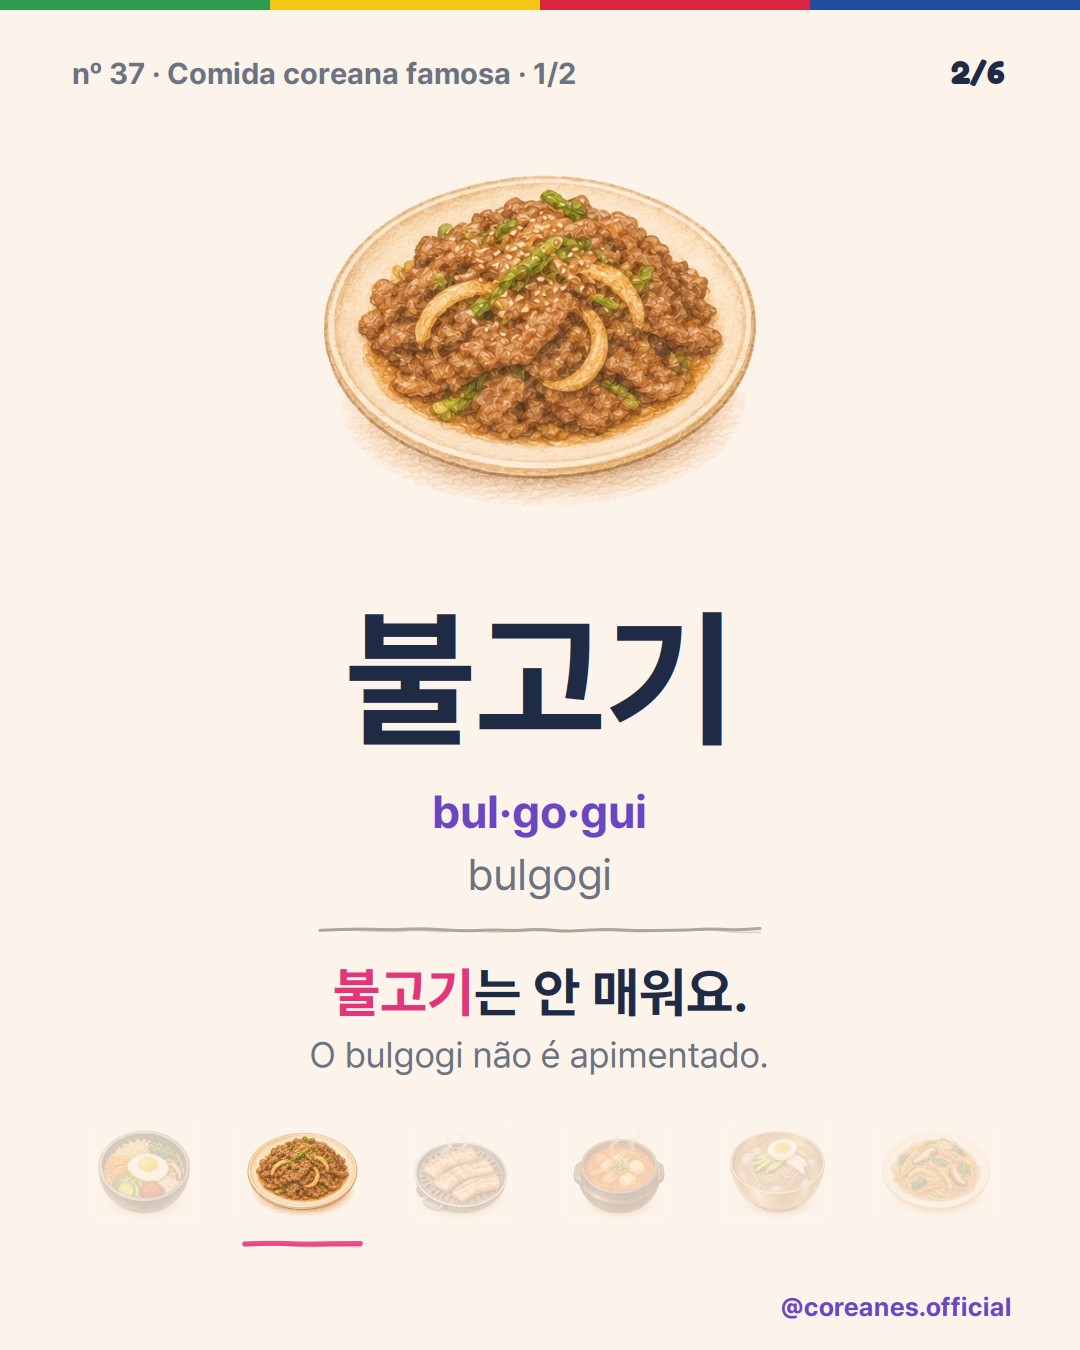 nº 37 · Comida coreana famosa · 1/2
2/6
불고기
bul·go·gui
bulgogi
불고기는 안 매워요.
O bulgogi não é apimentado.
@coreanes.official